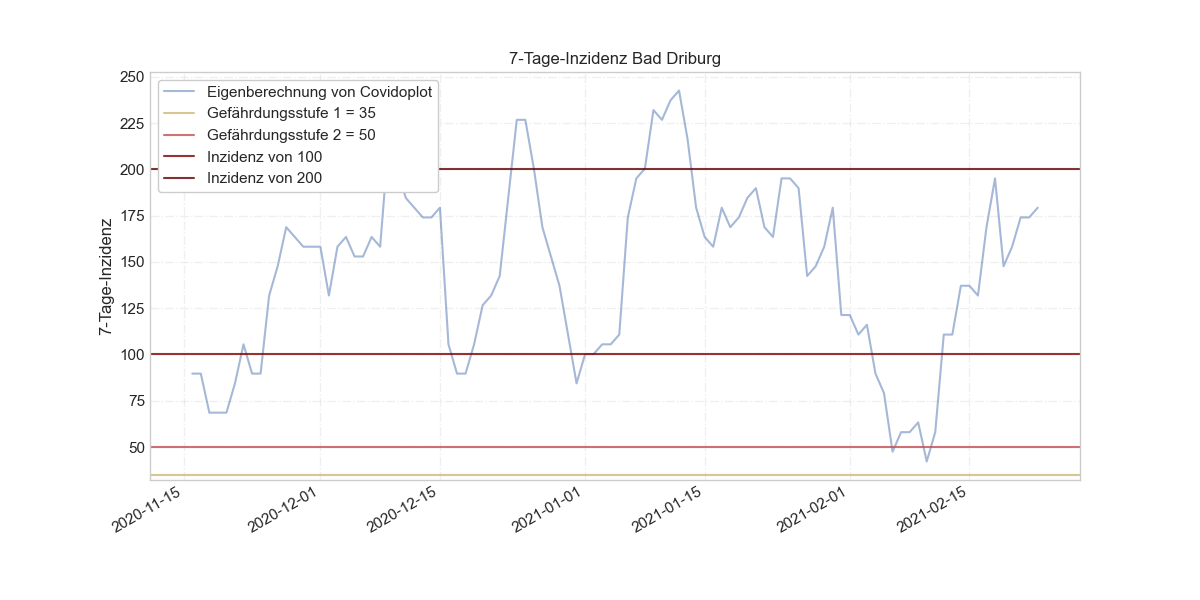 7-Tage-Inzidenz Bad Driburg
Eigenberechnung von Covidoplot
Gefährdungsstufe 1 = 35
Gefährdungsstufe 2 = 50
Inzidenz von 100
Inzidenz von 200
7-Tage-Inzidenz
250
225
200
175
150
125
100
75
50
2020-11-15
2020-12-01
2020-12-15
2021-01-01
2021-01-15
2021-02-01
2021-02-15